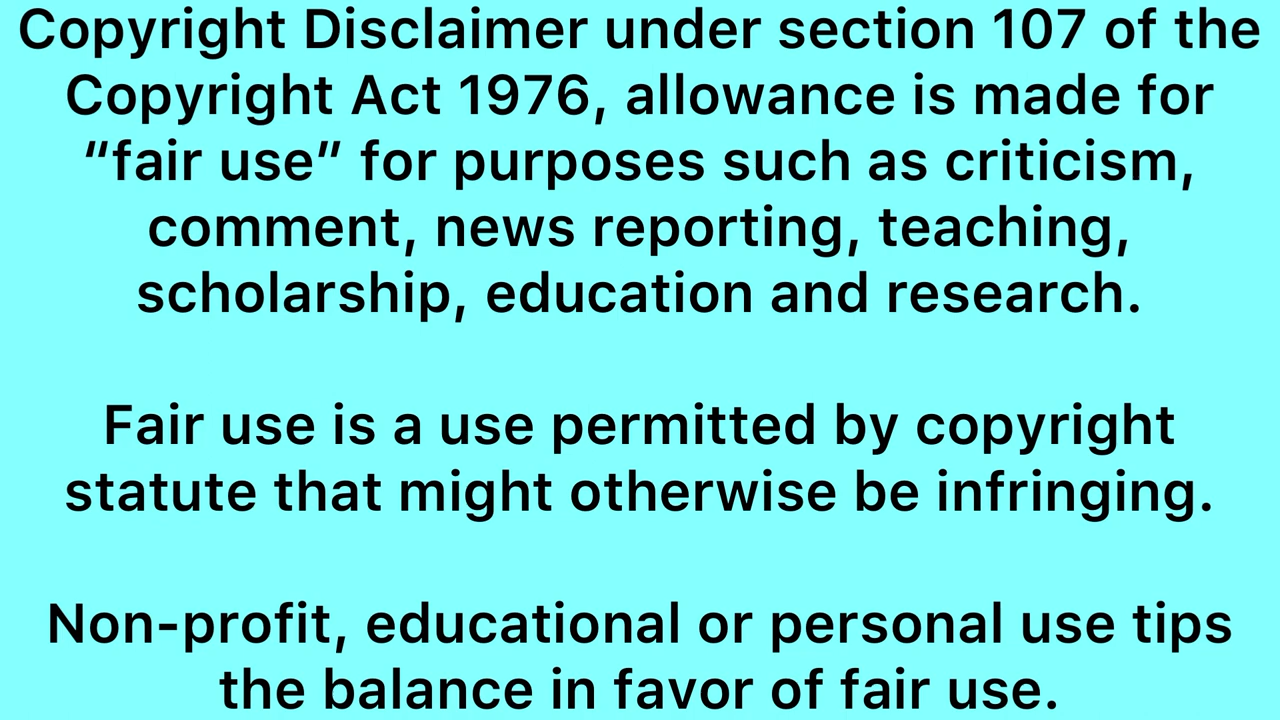 Copyright Disclaimer under section 107 of the
Copyright Act 1976, allowance is made for
“fair use” for purposes such as criticism,
comment, news reporting, teaching,
scholarship, education and research.
Fair use is a use permitted by copyright
statute that might otherwise be infringing.
Non-profit, educational or personal use tips
the balance in favor of fair use.